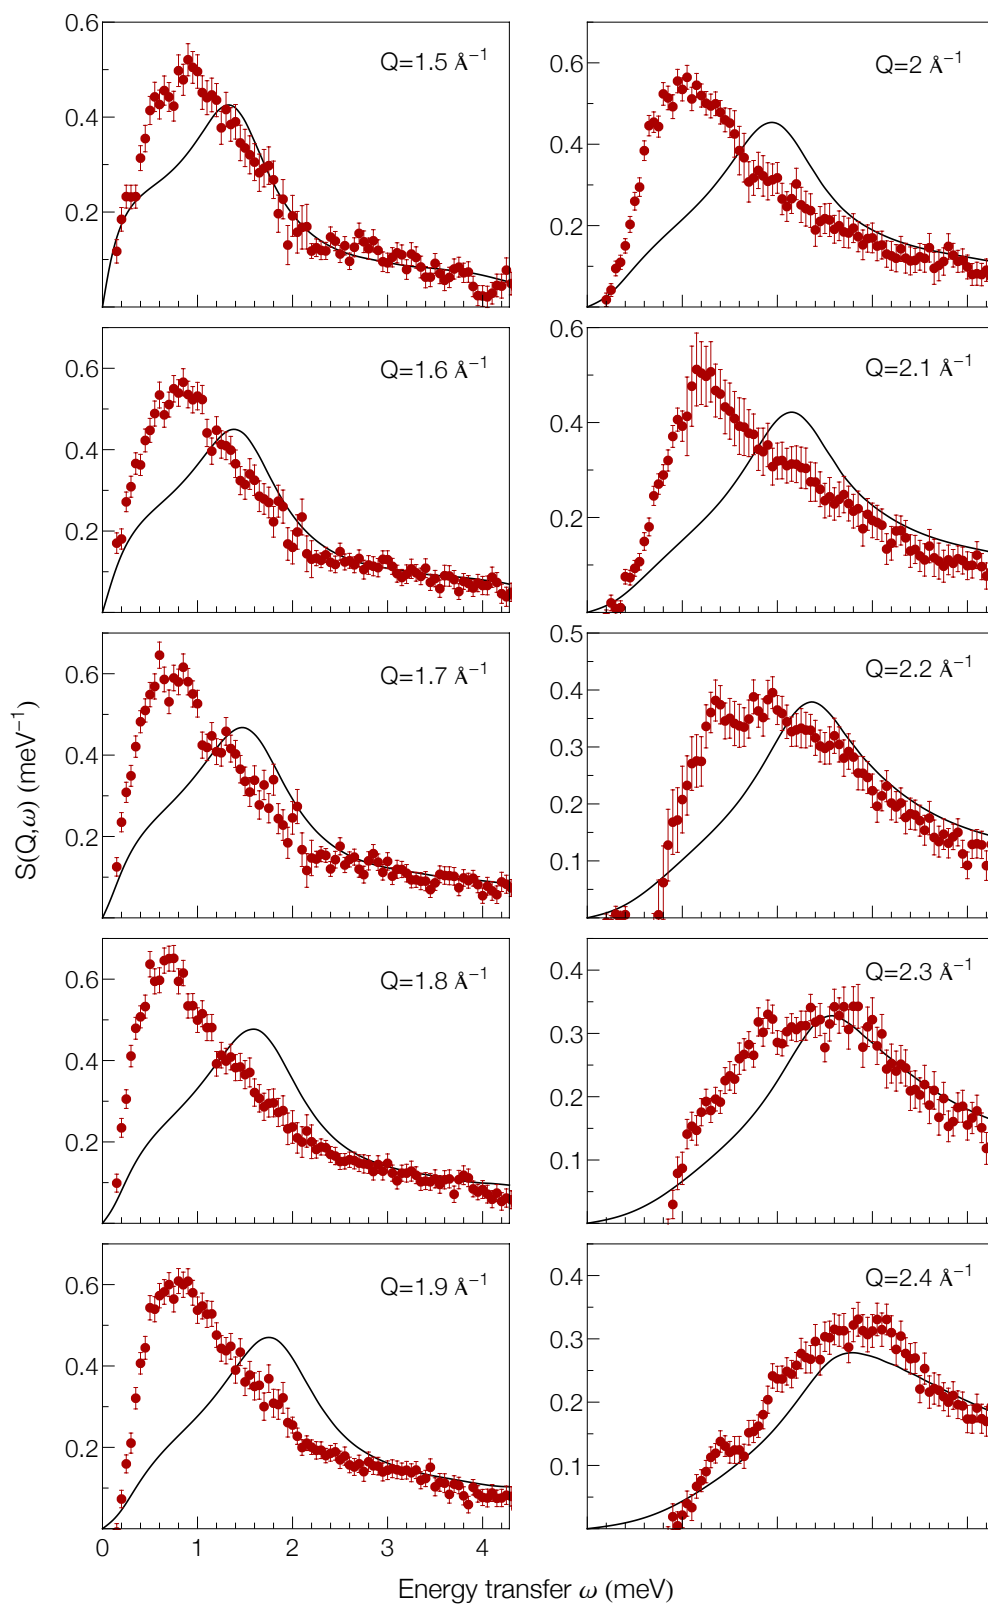 0.6
0.4
0.2
Q=1.5 Å⁻¹
0.6
0.4
0.2
Q=2 Å⁻¹
0.6
0.4
0.2
Q=1.6 Å⁻¹
0.6
0.4
0.2
Q=2.1 Å⁻¹
0.6
0.4
0.2
Q=1.7 Å⁻¹
0.5
0.4
0.3
0.2
0.1
Q=2.2 Å⁻¹
0.6
0.4
0.2
Q=1.8 Å⁻¹
0.4
0.3
0.2
0.1
Q=2.3 Å⁻¹
0.6
0.4
0.2
Q=1.9 Å⁻¹
0.4
0.3
0.2
0.1
Q=2.4 Å⁻¹
0 1 2 3 4
S(Q,ω) (meV⁻¹)
Energy transfer ω (meV)